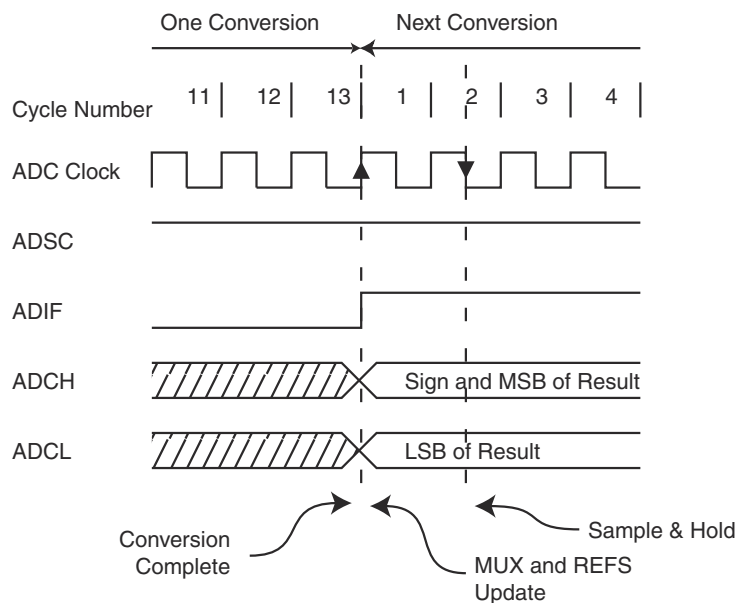 One Conversion Next Conversion
Cycle Number 11 12 13 1 2 3 4
ADC Clock
ADSC
ADIF
ADCH Sign and MSB of Result
ADCL LSB of Result
Conversion
Complete
MUX and REFS
Update
Sample & Hold